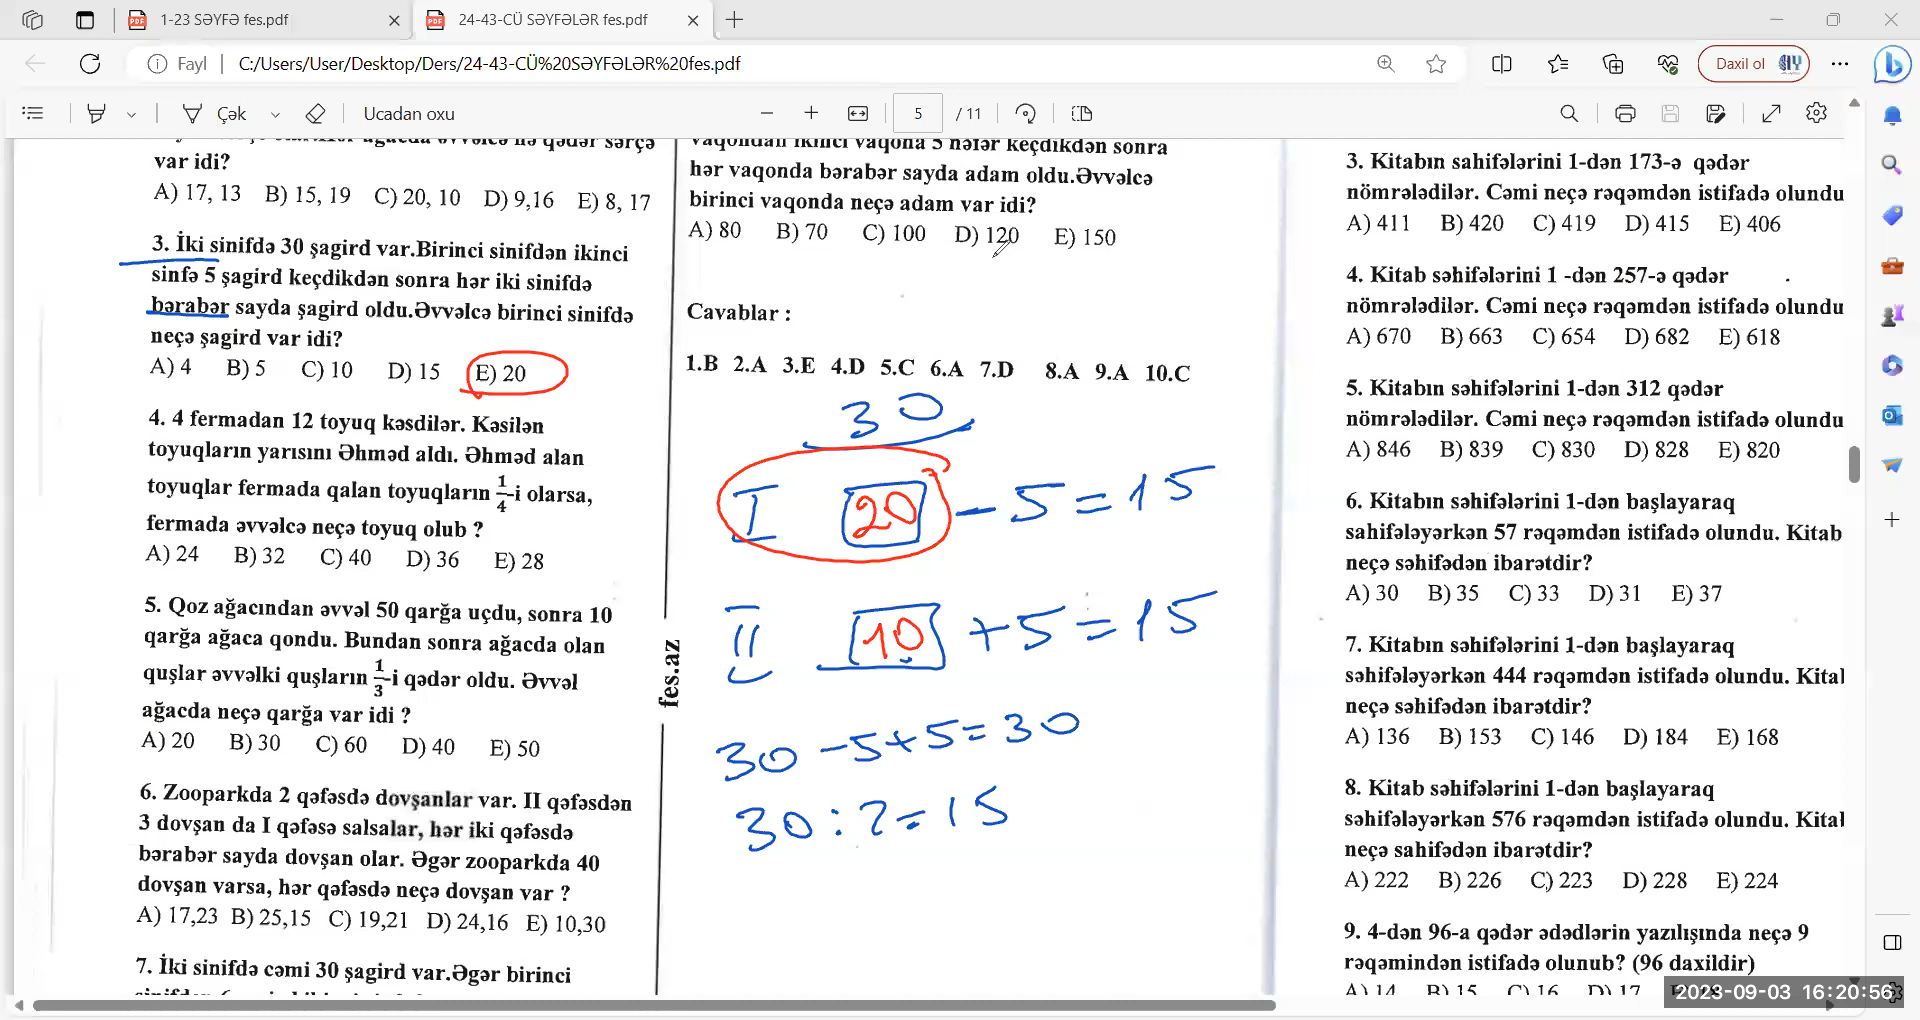 1-23 SƏYFƏ fes.pdf
24-43-CÜ SƏYFƏLƏR fes.pdf
Fayl
C:/Users/User/Desktop/Ders/24-43-CÜ%20SƏYFƏLƏR%20fes.pdf
Daxil ol
Çək
Ucadan oxu
5 / 11
var idi?
A) 17, 13 B) 15, 19 C) 20, 10 D) 9,16 E) 8, 17
3. İki sinifdə 30 şagird var.Birinci sinifdən ikinci
sinfə 5 şagird keçdikdən sonra hər iki sinifdə
bərabər sayda şagird oldu.Əvvəlcə birinci sinifdə
neçə şagird var idi?
A) 4 B) 5 C) 10 D) 15 E) 20
4. 4 fermadan 12 toyuq kəsdilər. Kəsilən
toyuqların yarısını Əhməd aldı. Əhməd alan
toyuqlar fermada qalan toyuqların 1/4-i olarsa,
fermada əvvəlcə neçə toyuq olub ?
A) 24 B) 32 C) 40 D) 36 E) 28
5. Qoz ağacından əvvəl 50 qarğa uçdu, sonra 10
qarğa ağaca qondu. Bundan sonra ağacda olan
quşlar əvvəlki quşların 1/3-i qədər oldu. Əvvəl
ağacda neçə qarğa var idi ?
A) 20 B) 30 C) 60 D) 40 E) 50
6. Zooparkda 2 qəfəsdə dovşanlar var. II qəfəsdən
3 dovşan da I qəfəsə salsalar, hər iki qəfəsdə
bərabər sayda dovşan olar. Əgər zooparkda 40
dovşan varsa, hər qəfəsdə neçə dovşan var ?
A) 17,23 B) 25,15 C) 19,21 D) 24,16 E) 10,30
7. İki sinifdə cəmi 30 şagird var.Əgər birinci
vaqondan ikinci vaqona 5 nəfər keçdikdən sonra
hər vaqonda bərabər sayda adam oldu.Əvvəlcə
birinci vaqonda neçə adam var idi?
A) 80 B) 70 C) 100 D) 120 E) 150
Cavablar :
1.B 2.A 3.E 4.D 5.C 6.A 7.D 8.A 9.A 10.C
30
I 20 - 5 = 15
II 10 + 5 = 15
30 - 5 + 5 = 30
30 : 2 = 15
fes.az
3. Kitabın sahifələrini 1-dən 173-ə qədər
nömrələdilər. Cəmi neçə rəqəmdən istifadə olundu
A) 411 B) 420 C) 419 D) 415 E) 406
4. Kitab səhifələrini 1 -dən 257-ə qədər
nömrələdilər. Cəmi neçə rəqəmdən istifadə olundu
A) 670 B) 663 C) 654 D) 682 E) 618
5. Kitabın səhifələrini 1-dən 312 qədər
nömrələdilər. Cəmi neçə rəqəmdən istifadə olundu
A) 846 B) 839 C) 830 D) 828 E) 820
6. Kitabın səhifələrini 1-dən başlayaraq
sahifələyərkən 57 rəqəmdən istifadə olundu. Kitab
neçə səhifədən ibarətdir?
A) 30 B) 35 C) 33 D) 31 E) 37
7. Kitabın səhifələrini 1-dən başlayaraq
səhifələyərkən 444 rəqəmdən istifadə olundu.
neçə səhifədən ibarətdir?
A) 136 B) 153 C) 146 D) 184 E) 168
8. Kitab səhifələrini 1-dən başlayaraq
səhifələyərkən 576 rəqəmdən istifadə olundu.
neçə sahifədən ibarətdir?
A) 222 B) 226 C) 223 D) 228 E) 224
9. 4-dən 96-a qədər ədədlərin yazılışında neçə 9
rəqəmindən istifadə olunub? (96 daxildir)
A) 14 B) 15 C) 16 D) 17
2023-09-03 16:20:56